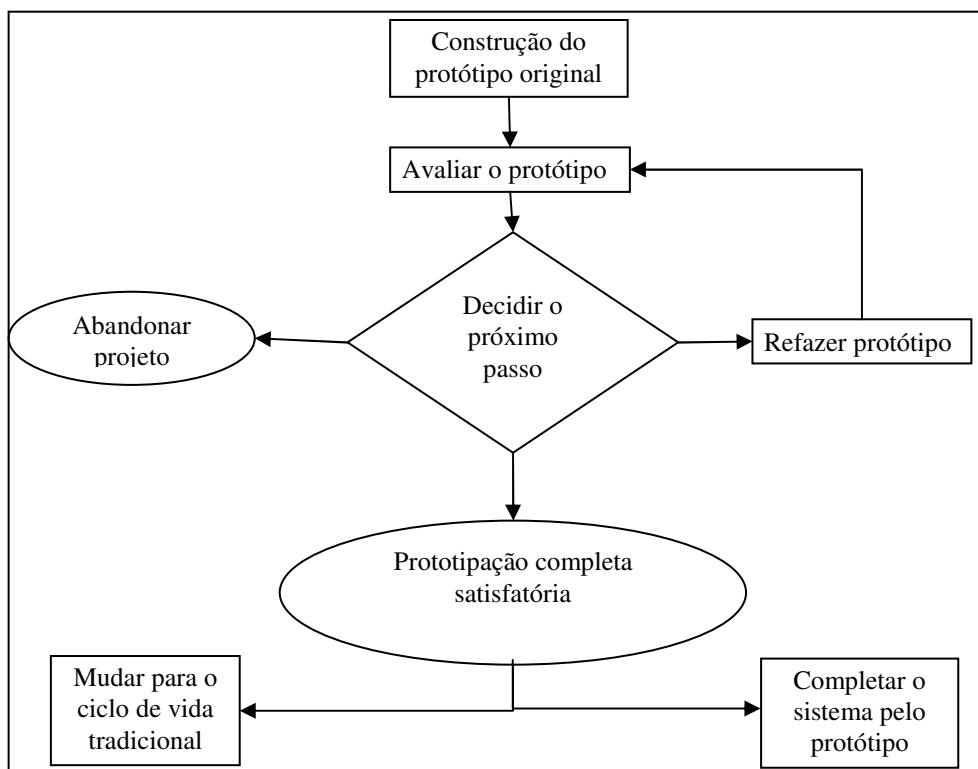 Construção do
protótipo original
Avaliar o protótipo
Decidir o
próximo
passo
Abandonar
projeto
Refazer protótipo
Prototipação completa
satisfatória
Mudar para o
ciclo de vida
tradicional
Completar o
sistema pelo
protótipo